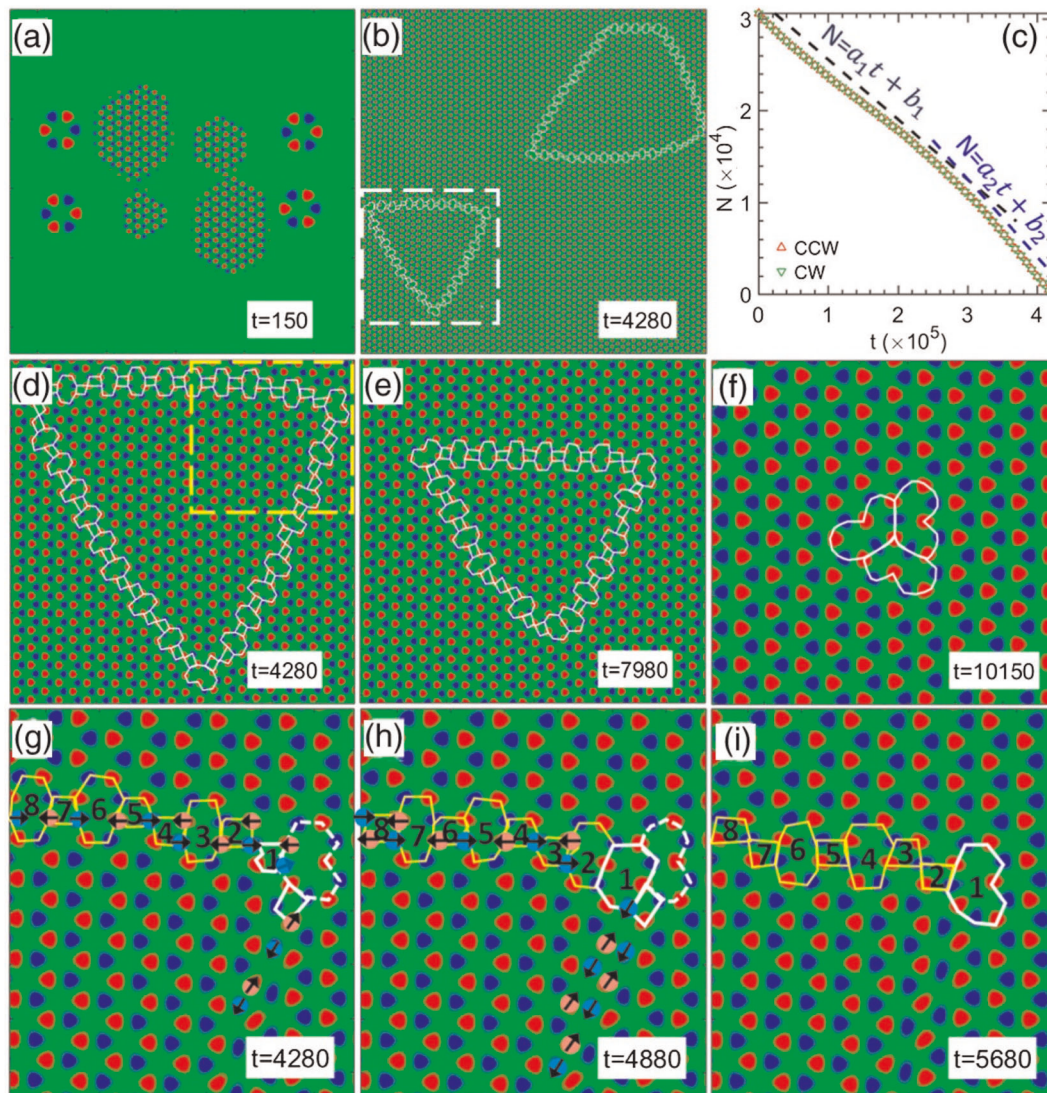 (a)
t=150
(b)
t=4280
(c)
3
2
1
0
N (×10⁴)
N=a₁t + b₁
N=a₂t + b₂
CCW
CW
0 1 2 3 4
t (×10⁵)
(d)
t=4280
(e)
t=7980
(f)
t=10150
(g)
8 7 6 5 4 3 2 1
t=4280
(h)
8 7 6 5 4 3 2 1
t=4880
(i)
8 7 6 5 4 3 2 1
t=5680